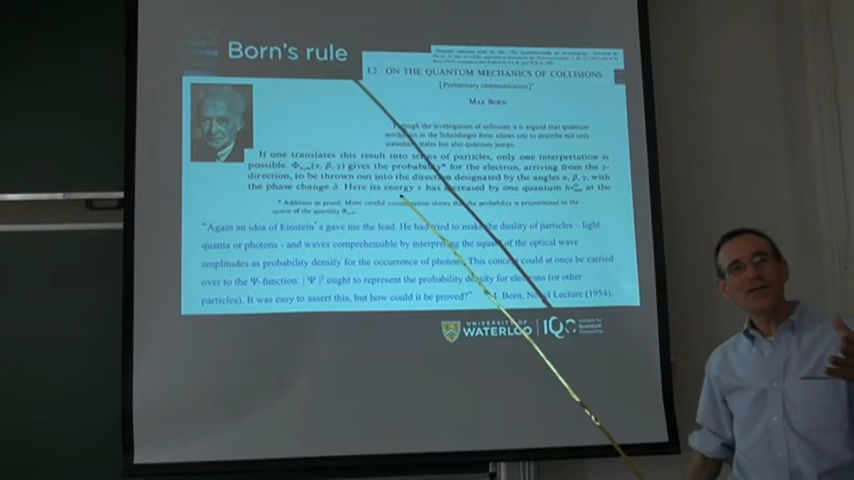 Born's rule
I.2 ON THE QUANTUM MECHANICS OF COLLISIONS
[Preliminary communication]
MAX BORN
Through the investigation of collisions it is argued that quantum
mechanics in the Schrödinger form allows one to describe not only
stationary states but also quantum jumps.
If one translates this result into terms of particles, only one interpretation is
possible. Φ (α, β, γ) gives the probability* for the electron, arriving from the z-
direction, to be thrown out into the direction designated by the angles α, β, γ, with
the phase change δ. Here its energy τ has increased by one quantum at the
* Addition in proof: More careful consideration shows that the probability is proportional to the
square of the quantity Φ
"Again an idea of Einstein's gave me the lead. He had tried to make the duality of particles - light
quanta or photons - and waves comprehensible by interpreting the square of the optical wave
amplitudes as probability density for the occurrence of photons. This concept could at once be carried
over to the Ψ-function: |Ψ|² ought to represent the probability density for electrons (or other
particles). It was easy to assert this, but how could it be proved?" M. Born, Nobel Lecture (1954).
UNIVERSITY OF
WATERLOO
IQC
Institute for
Quantum
Computing